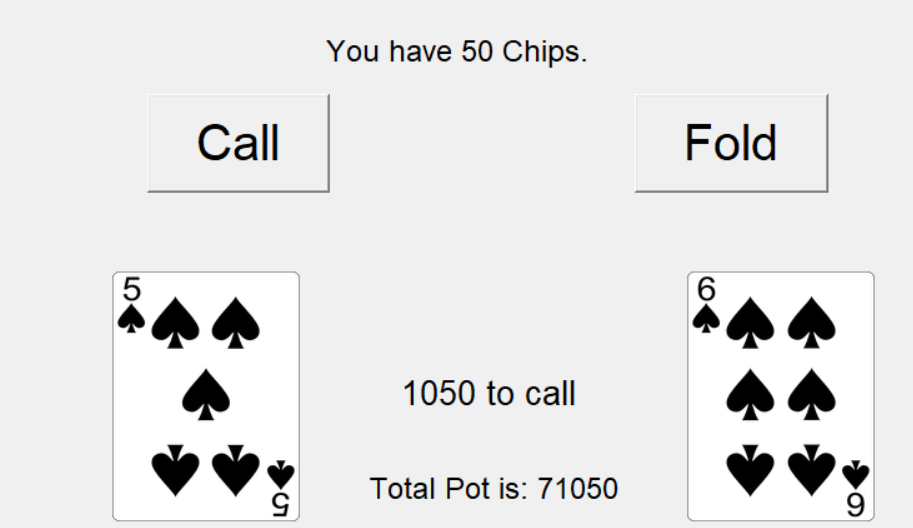 You have 50 Chips.
Call
Fold
5
6
1050 to call
Total Pot is: 71050
5
6